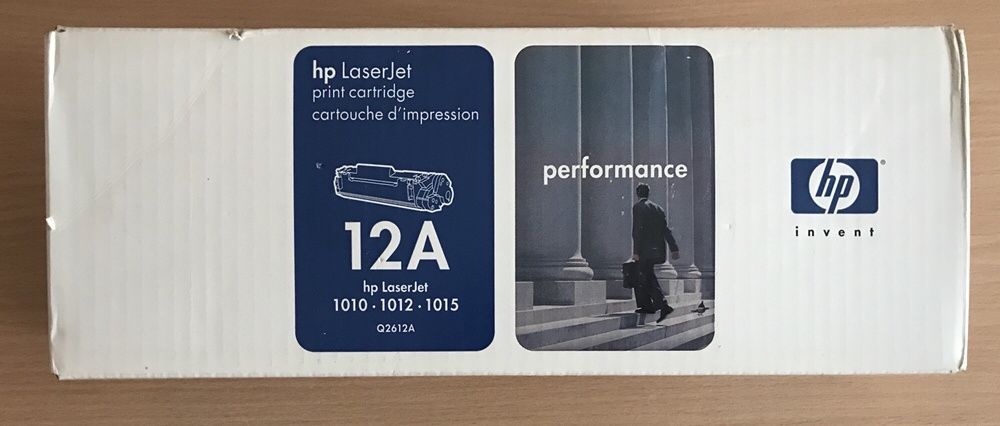 hp LaserJet
print cartridge
cartouche d'impression
12A
hp LaserJet
1010 · 1012 · 1015
Q2612A
performance
hp
invent